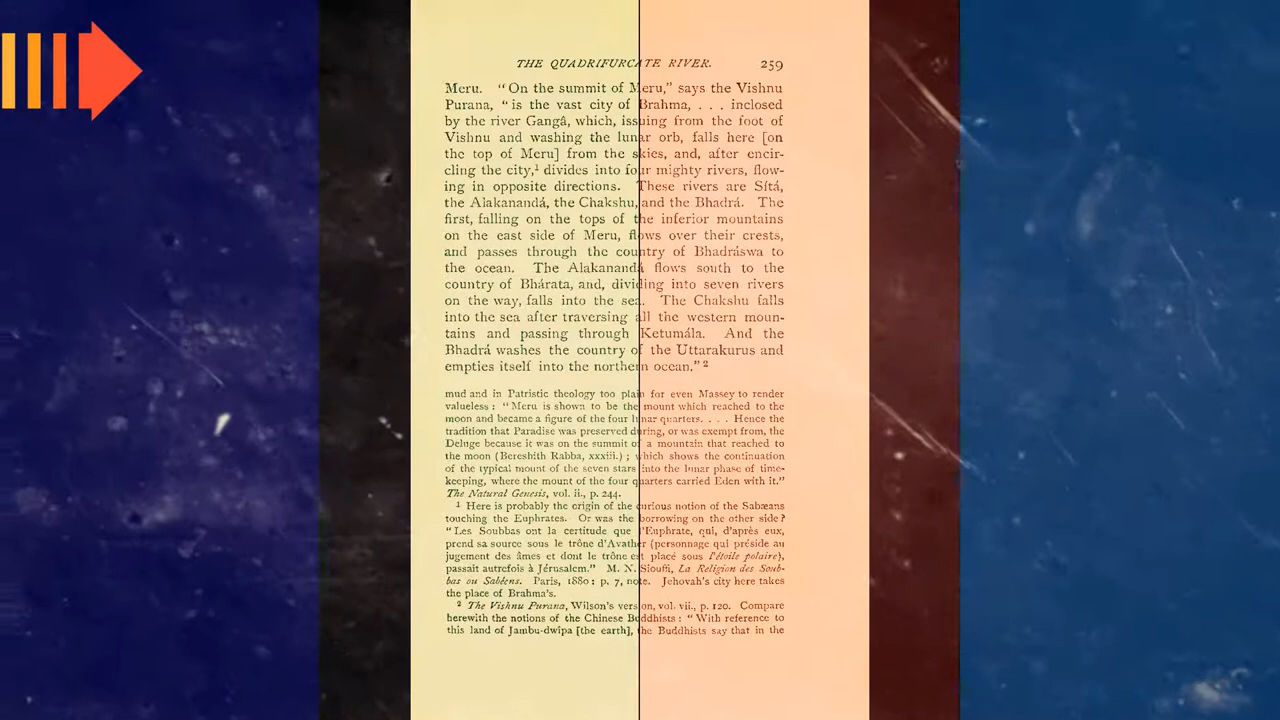 THE QUADRIFURCATE RIVER. 259
Meru. "On the summit of Meru," says the Vishnu
Purana, "is the vast city of Brahma, . . . inclosed
by the river Gangâ, which, issuing from the foot of
Vishnu and washing the lunar orb, falls here [on
the top of Meru] from the skies, and, after encir-
cling the city,¹ divides into four mighty rivers, flow-
ing in opposite directions. These rivers are Sítá,
the Alakanandá, the Chakshu, and the Bhadrá. The
first, falling on the tops of the inferior mountains
on the east side of Meru, flows over their crests,
and passes through the country of Bhadráswa to
the ocean. The Alakanandá flows south to the
country of Bhárata, and, dividing into seven rivers
on the way, falls into the sea. The Chakshu falls
into the sea after traversing all the western moun-
tains and passing through Ketumála. And the
Bhadrá washes the country of the Uttarakurus and
empties itself into the northern ocean." ²
mud and in Patristic theology too plain for even Massey to render
valueless : "Meru is shown to be the mount which reached to the
moon and became a figure of the four lunar quarters. . . . Hence the
tradition that Paradise was preserved during, or was exempt from, the
Deluge because it was on the summit of a mountain that reached to
the moon (Bereshith Rabba, xxxiii.) ; which shows the continuation
of the typical mount of the seven stars into the lunar phase of time-
keeping, where the mount of the four quarters carried Eden with it."
The Natural Genesis, vol. ii., p. 244.
¹ Here is probably the origin of the curious notion of the Sabæans
touching the Euphrates. Or was the borrowing on the other side?
"Les Soubbas ont la certitude que l'Euphrate, qui, d'après eux,
prend sa source sous le trône d'Avather (personnage qui préside au
jugement des âmes et dont le trône est placé sous l'étoile polaire),
passait autrefois à Jérusalem." M. N. Siouffi, La Religion des Soub-
bas ou Sabéens. Paris, 1880 : p. 7, note. Jehovah's city here takes
the place of Brahma's.
² The Vishnu Purana, Wilson's version, vol. vii., p. 120. Compare
herewith the notions of the Chinese Buddhists : "With reference to
this land of Jambu-dwîpa [the earth], the Buddhists say that in the